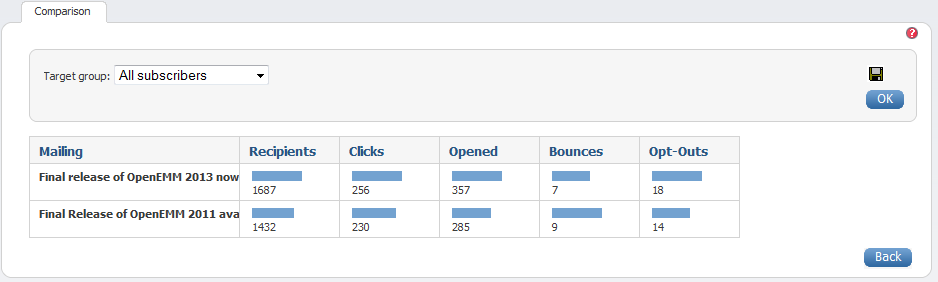 Comparison
?
Target group: All subscribers
OK
Mailing Recipients Clicks Opened Bounces Opt-Outs
Final release of OpenEMM 2013 now
1687 256 357 7 18
Final Release of OpenEMM 2011 ava
1432 230 285 9 14
Back